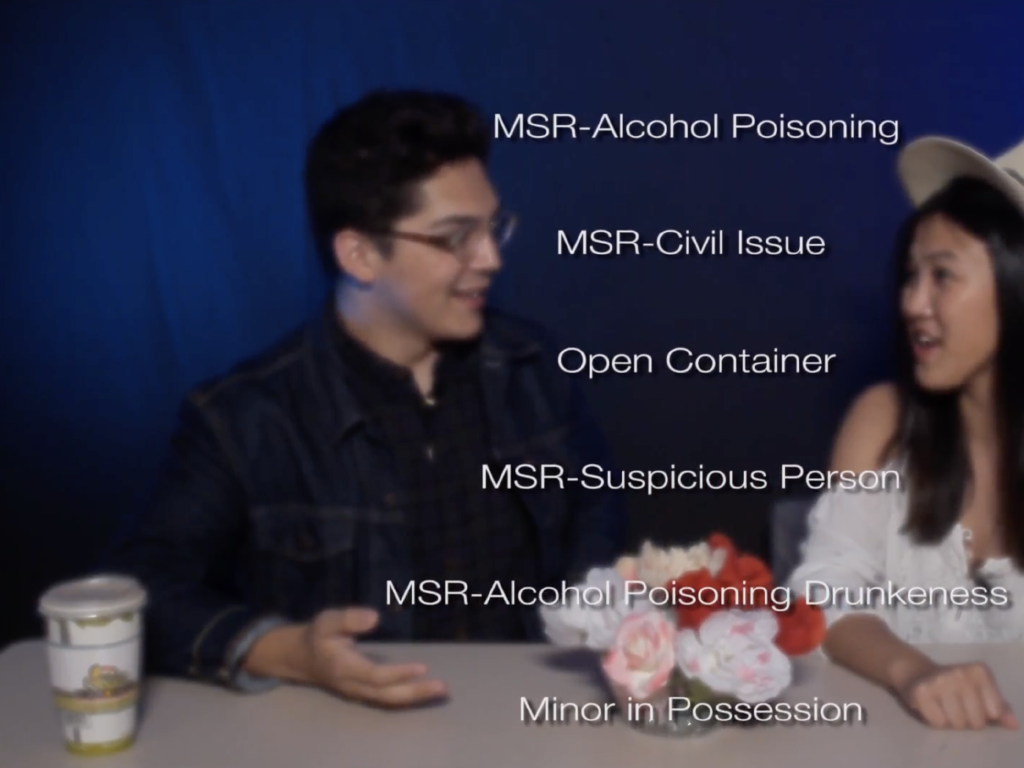 MSR-Alcohol Poisoning
MSR-Civil Issue
Open Container
MSR-Suspicious Person
MSR-Alcohol Poisoning Drunkeness
Minor in Possession